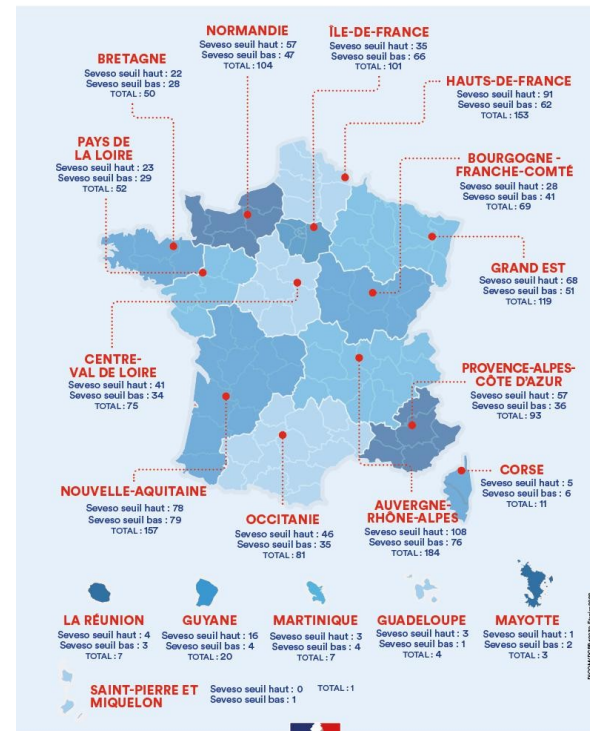 NORMANDIE
Seveso seuil haut : 57
Seveso seuil bas : 47
TOTAL : 104
ÎLE-DE-FRANCE
Seveso seuil haut : 35
Seveso seuil bas : 66
TOTAL : 101
BRETAGNE
Seveso seuil haut : 22
Seveso seuil bas : 28
TOTAL : 50
HAUTS-DE-FRANCE
Seveso seuil haut : 91
Seveso seuil bas : 62
TOTAL : 153
PAYS DE
LA LOIRE
Seveso seuil haut : 23
Seveso seuil bas : 29
TOTAL : 52
BOURGOGNE -
FRANCHE-COMTÉ
Seveso seuil haut : 28
Seveso seuil bas : 41
TOTAL : 69
GRAND EST
Seveso seuil haut : 68
Seveso seuil bas : 51
TOTAL : 119
CENTRE-
VAL DE LOIRE
Seveso seuil haut : 41
Seveso seuil bas : 34
TOTAL : 75
PROVENCE-ALPES-
CÔTE D'AZUR
Seveso seuil haut : 57
Seveso seuil bas : 36
TOTAL : 93
NOUVELLE-AQUITAINE
Seveso seuil haut : 78
Seveso seuil bas : 79
TOTAL : 157
OCCITANIE
Seveso seuil haut : 46
Seveso seuil bas : 35
TOTAL : 81
AUVERGNE-
RHÔNE-ALPES
Seveso seuil haut : 108
Seveso seuil bas : 76
TOTAL : 184
CORSE
Seveso seuil haut : 5
Seveso seuil bas : 6
TOTAL : 11
LA RÉUNION
Seveso seuil haut : 4
Seveso seuil bas : 3
TOTAL : 7
GUYANE
Seveso seuil haut : 16
Seveso seuil bas : 4
TOTAL : 20
MARTINIQUE
Seveso seuil haut : 3
Seveso seuil bas : 4
TOTAL : 7
GUADELOUPE
Seveso seuil haut : 3
Seveso seuil bas : 1
TOTAL : 4
MAYOTTE
Seveso seuil haut : 1
Seveso seuil bas : 2
TOTAL : 3
SAINT-PIERRE ET
MIQUELON
Seveso seuil haut : 0
Seveso seuil bas : 1
TOTAL : 1